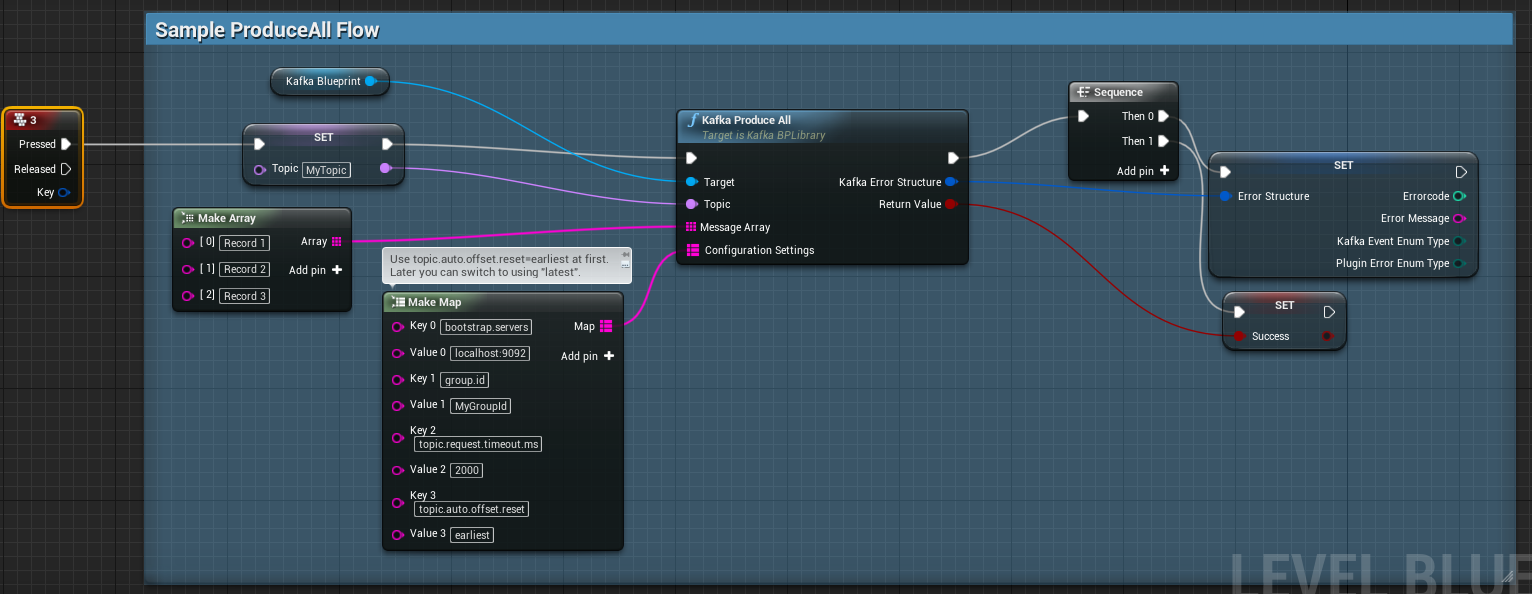 Sample ProduceAll Flow
3
Pressed
Released
Key
Kafka Blueprint
SET
Topic MyTopic
Make Array
[ 0] Record 1 Array
[ 1] Record 2 Add pin
[ 2] Record 3
Use topic.auto.offset.reset=earliest at first.
Later you can switch to using "latest".
Make Map
Key 0 bootstrap.servers Map
Value 0 localhost:9092 Add pin
Key 1 group.id
Value 1 MyGroupId
Key 2
topic.request.timeout.ms
Value 2 2000
Key 3
topic.auto.offset.reset
Value 3 earliest
f Kafka Produce All
Target is Kafka BPLibrary
Target Kafka Error Structure
Topic Return Value
Message Array
Configuration Settings
Sequence
Then 0
Then 1
Add pin
SET
Error Structure Errorcode
Error Message
Kafka Event Enum Type
Plugin Error Enum Type
SET
Success
LEVEL BLUE